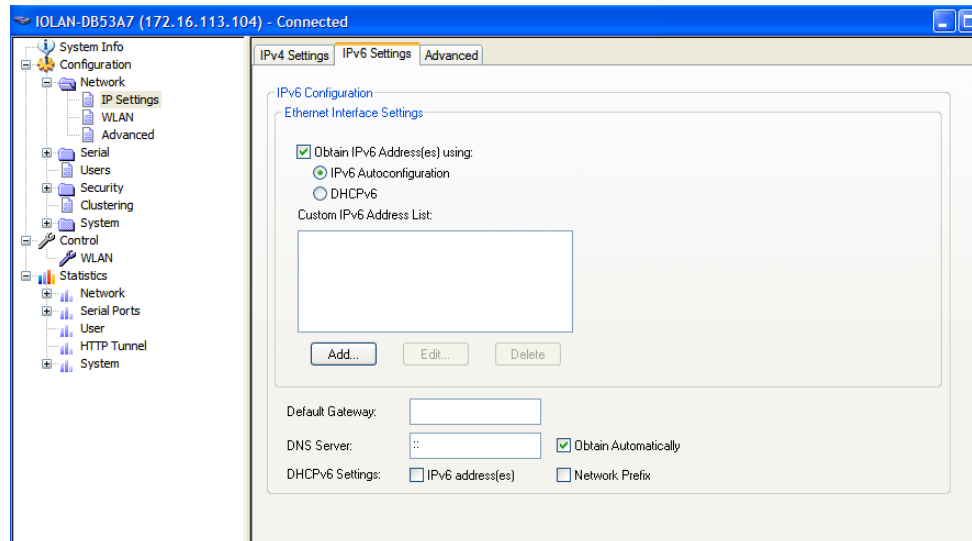 IOLAN-DB53A7 (172.16.113.104) - Connected
System Info
Configuration
Network
IP Settings
WLAN
Advanced
Serial
Users
Security
Clustering
System
Control
WLAN
Statistics
Network
Serial Ports
User
HTTP Tunnel
System
IPv4 Settings IPv6 Settings Advanced
IPv6 Configuration
Ethernet Interface Settings
Obtain IPv6 Address(es) using:
IPv6 Autoconfiguration
DHCPv6
Custom IPv6 Address List:
Add... Edit... Delete
Default Gateway:
DNS Server: :: Obtain Automatically
DHCPv6 Settings: IPv6 address(es) Network Prefix